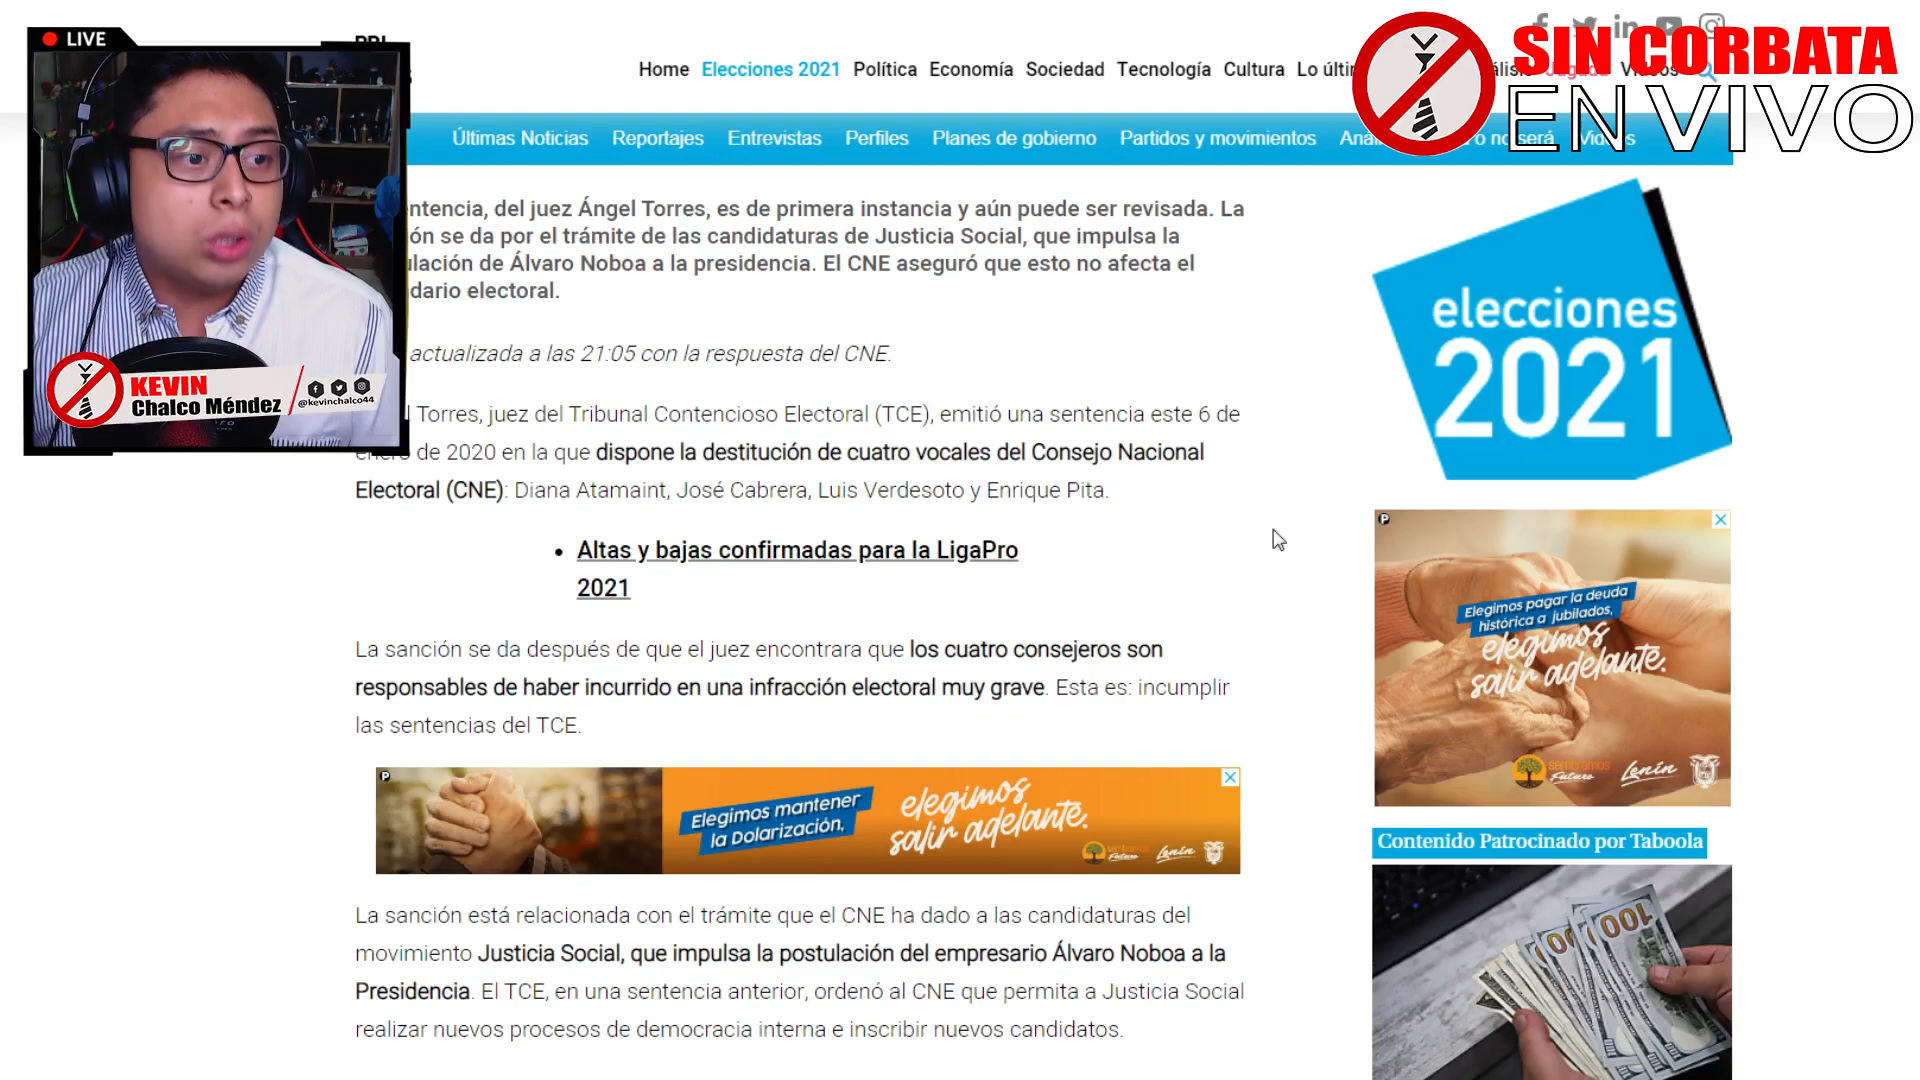 LIVE
Home Elecciones 2021 Política Economía Sociedad Tecnología Cultura
SIN CORBATA
EN VIVO
Últimas Noticias Reportajes Entrevistas Perfiles Planes de gobierno Partidos y movimientos
entencia, del juez Ángel Torres, es de primera instancia y aún puede ser revisada. La
ón se da por el trámite de las candidaturas de Justicia Social, que impulsa la
ulación de Álvaro Noboa a la presidencia. El CNE aseguró que esto no afecta el
dario electoral.
actualizada a las 21:05 con la respuesta del CNE.
KEVIN
Chalco Méndez
@kevinchalco44
Torres, juez del Tribunal Contencioso Electoral (TCE), emitió una sentencia este 6 de
enero de 2020 en la que dispone la destitución de cuatro vocales del Consejo Nacional
Electoral (CNE): Diana Atamaint, José Cabrera, Luis Verdesoto y Enrique Pita.
• Altas y bajas confirmadas para la LigaPro
2021
La sanción se da después de que el juez encontrara que los cuatro consejeros son
responsables de haber incurrido en una infracción electoral muy grave. Esta es: incumplir
las sentencias del TCE.
Elegimos mantener
la Dolarización,
elegimos
salir adelante.
Lenín
La sanción está relacionada con el trámite que el CNE ha dado a las candidaturas del
movimiento Justicia Social, que impulsa la postulación del empresario Álvaro Noboa a la
Presidencia. El TCE, en una sentencia anterior, ordenó al CNE que permita a Justicia Social
realizar nuevos procesos de democracia interna e inscribir nuevos candidatos.
elecciones
2021
Elegimos pagar la deuda
histórica a jubilados,
elegimos
salir adelante.
sembramos
Futuro
Lenín
Contenido Patrocinado por Taboola
100